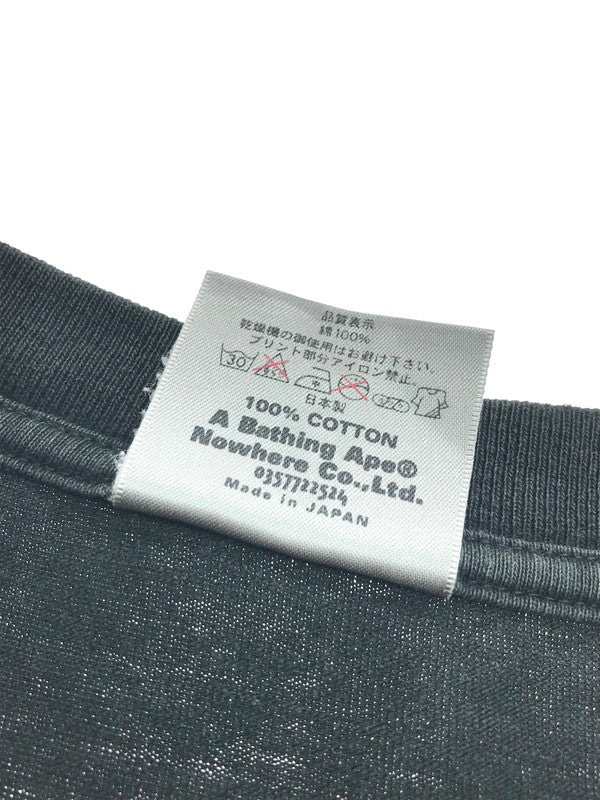 品質表示
綿100%
乾燥機の御使用はお避け下さい。
プリント部分アイロン禁止。
30
日本製
100% COTTON
A Bathing Ape®
Nowhere Co.,Ltd.
0357722524
Made in JAPAN